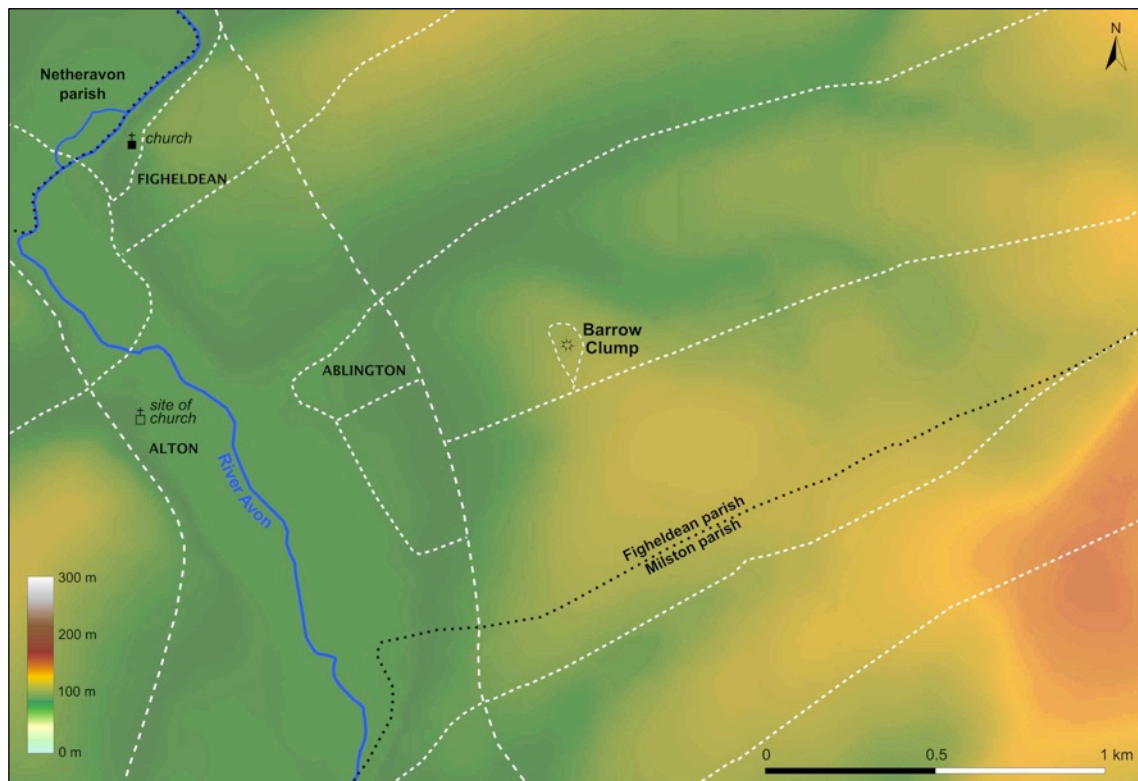 N
Netheravon
parish
church
FIGHELDEAN
Barrow
Clump
ABLINGTON
site of
church
ALTON
River Avon
Figheldean parish
Milston parish
300 m
200 m
100 m
0 m
0 0.5 1 km